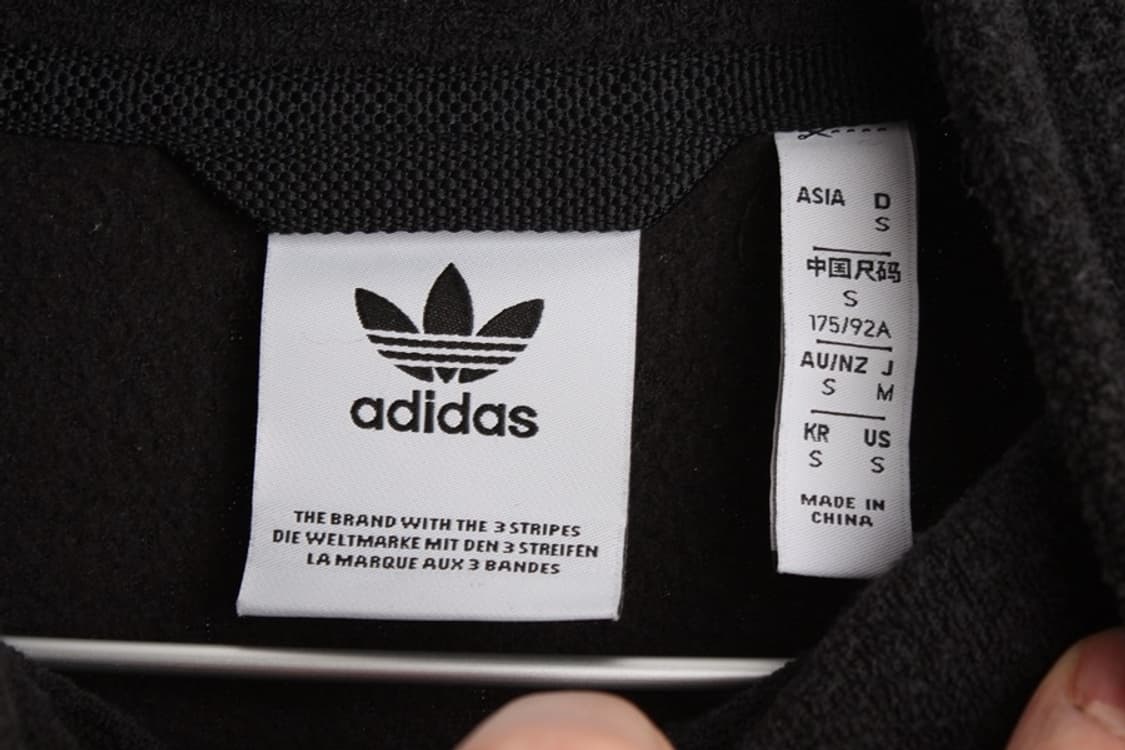 adidas
THE BRAND WITH THE 3 STRIPES
DIE WELTMARKE MIT DEN 3 STREIFEN
LA MARQUE AUX 3 BANDES
ASIA D
S
中国尺码
S
175/92A
AU/NZ J
S M
KR US
S S
MADE IN
CHINA